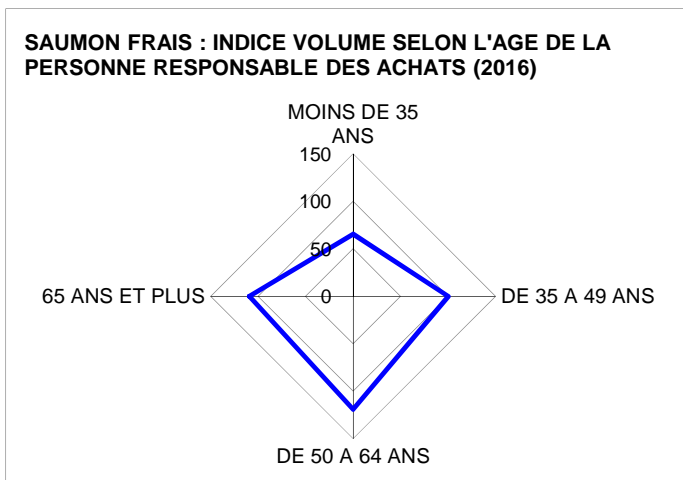 SAUMON FRAIS : INDICE VOLUME SELON L'AGE DE LA
PERSONNE RESPONSABLE DES ACHATS (2016)
MOINS DE 35
ANS
150
100
50
0
65 ANS ET PLUS
DE 35 A 49 ANS
DE 50 A 64 ANS